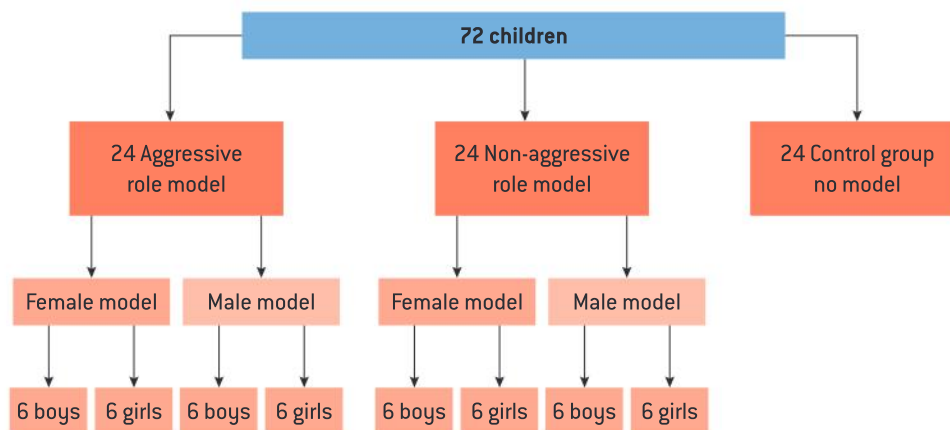 72 children
24 Aggressive
role model
24 Non-aggressive
role model
24 Control group
no model
Female model
Male model
Female model
Male model
6 boys
6 girls
6 boys
6 girls
6 boys
6 girls
6 boys
6 girls